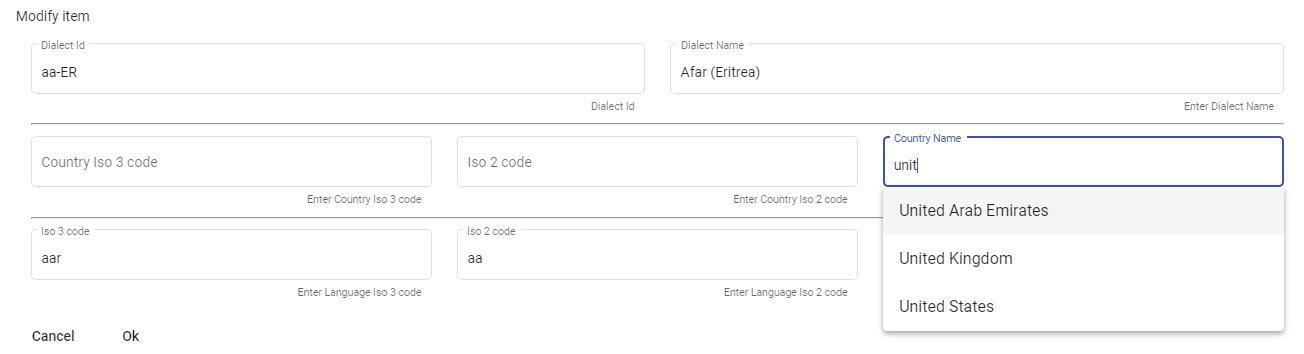 Modify item
Dialect Id Dialect Name
aa-ER Afar (Eritrea)
Dialect Id Enter Dialect Name
Country Name
Country Iso 3 code Iso 2 code unit
Enter Country Iso 3 code Enter Country Iso 2 code
United Arab Emirates
Iso 3 code Iso 2 code
aar aa United Kingdom
Enter Language Iso 3 code Enter Language Iso 2 code
United States
Cancel Ok